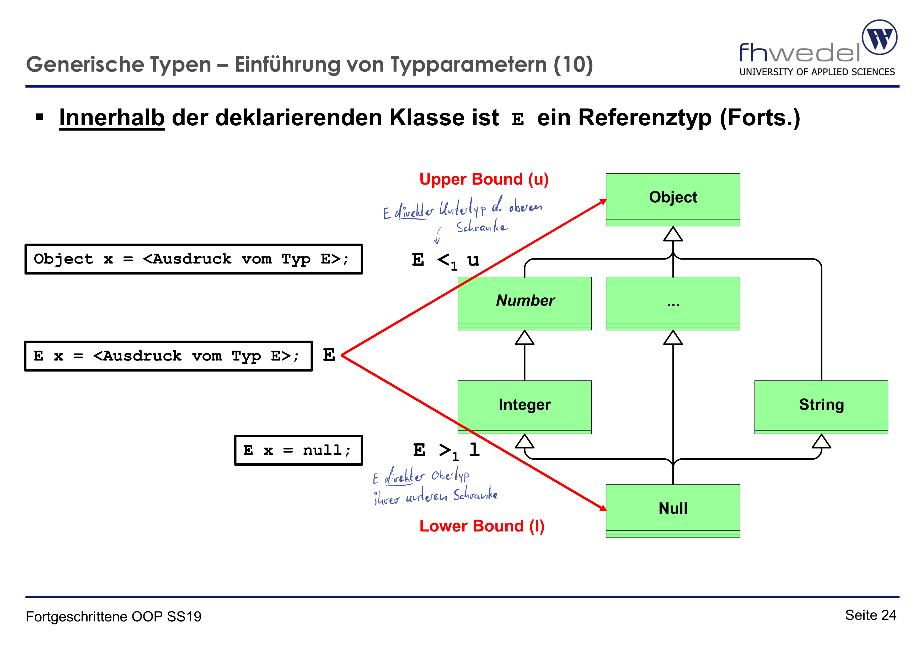 Generische Typen – Einführung von Typparametern (10)
fhwedel
UNIVERSITY OF APPLIED SCIENCES
▪ Innerhalb der deklarierenden Klasse ist E ein Referenztyp (Forts.)
Upper Bound (u)
E direkter Untertyp d. oberen
Schranke
Object
Object x = <Ausdruck vom Typ E>;
E <1 u
Number
...
E x = <Ausdruck vom Typ E>;
E
Integer
String
E x = null;
E >1 l
E direkter Obertyp
ihrer unteren Schranke
Null
Lower Bound (l)
Fortgeschrittene OOP SS19
Seite 24